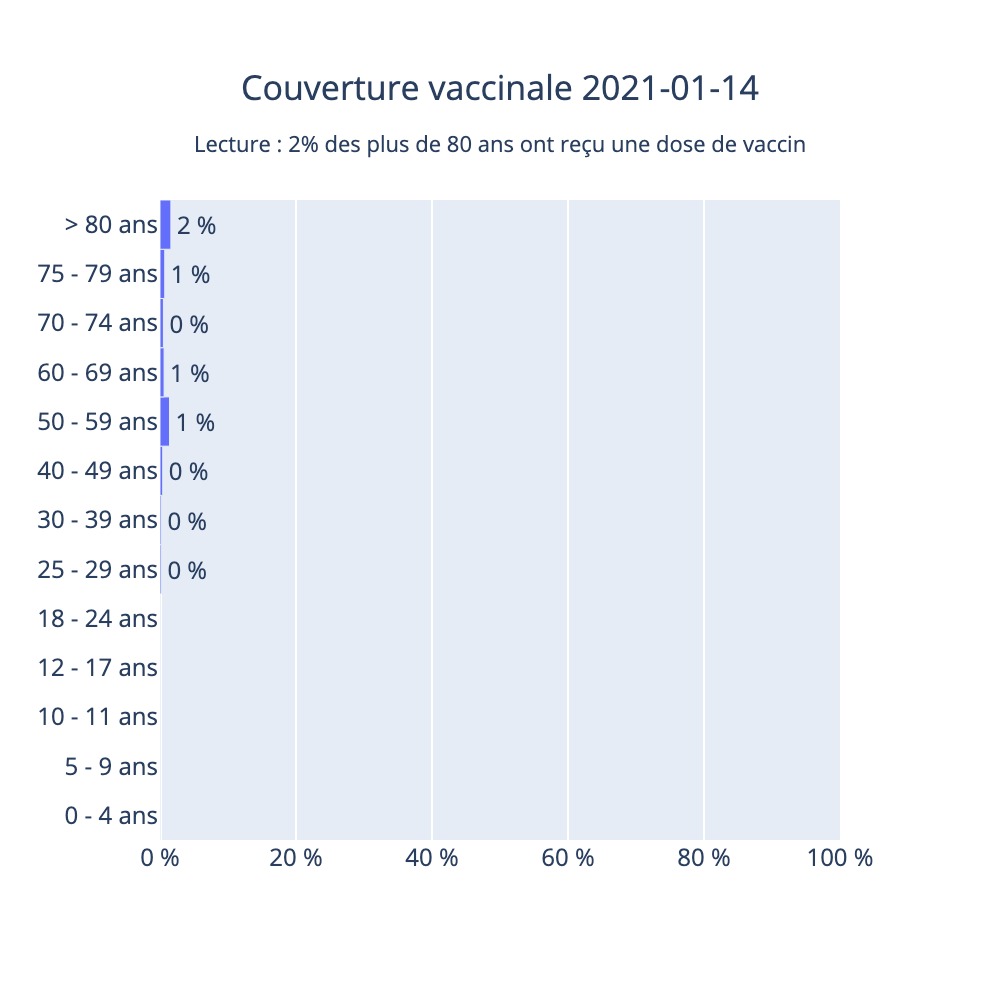 Couverture vaccinale 2021-01-14
Lecture : 2% des plus de 80 ans ont reçu une dose de vaccin
> 80 ans 2 %
75 - 79 ans 1 %
70 - 74 ans 0 %
60 - 69 ans 1 %
50 - 59 ans 1 %
40 - 49 ans 0 %
30 - 39 ans 0 %
25 - 29 ans 0 %
18 - 24 ans
12 - 17 ans
10 - 11 ans
5 - 9 ans
0 - 4 ans
0 % 20 % 40 % 60 % 80 % 100 %